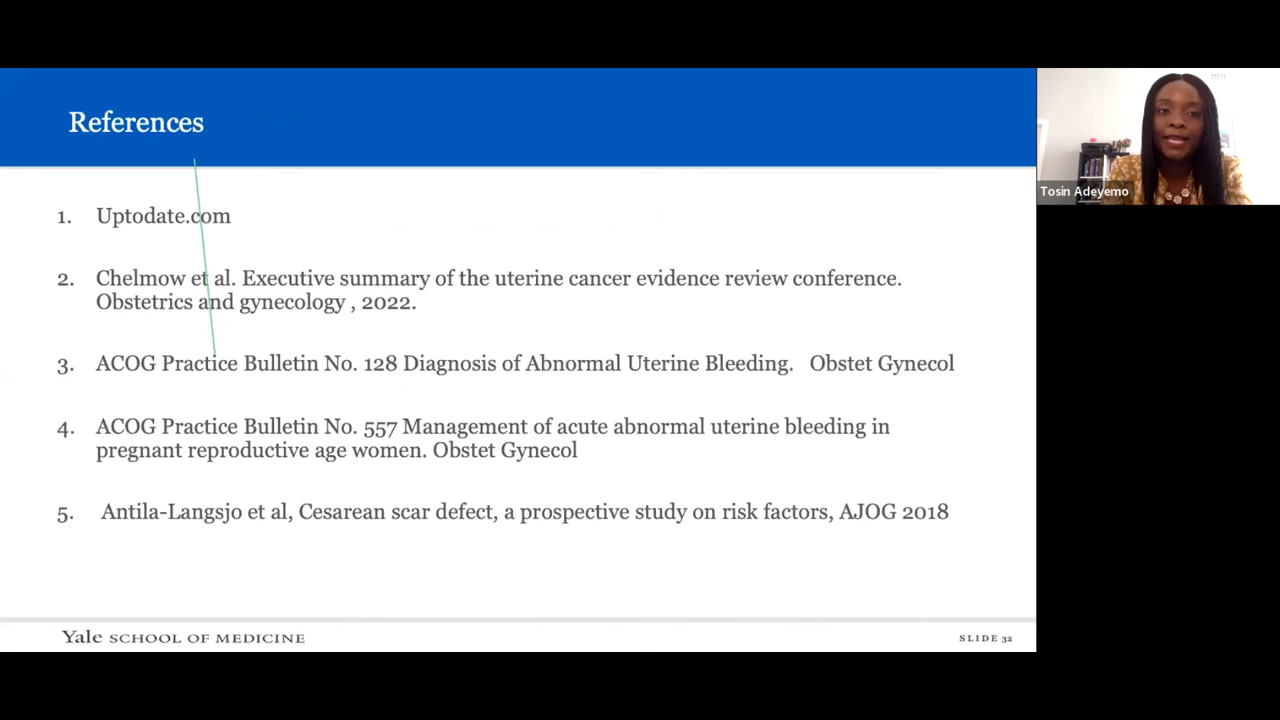 References
1. Uptodate.com
2. Chelmow et al. Executive summary of the uterine cancer evidence review conference.
Obstetrics and gynecology , 2022.
3. ACOG Practice Bulletin No. 128 Diagnosis of Abnormal Uterine Bleeding. Obstet Gynecol
4. ACOG Practice Bulletin No. 557 Management of acute abnormal uterine bleeding in
pregnant reproductive age women. Obstet Gynecol
5. Antila-Langsjo et al, Cesarean scar defect, a prospective study on risk factors, AJOG 2018
Yale SCHOOL OF MEDICINE
SLIDE 32
Tosin Adeyemo